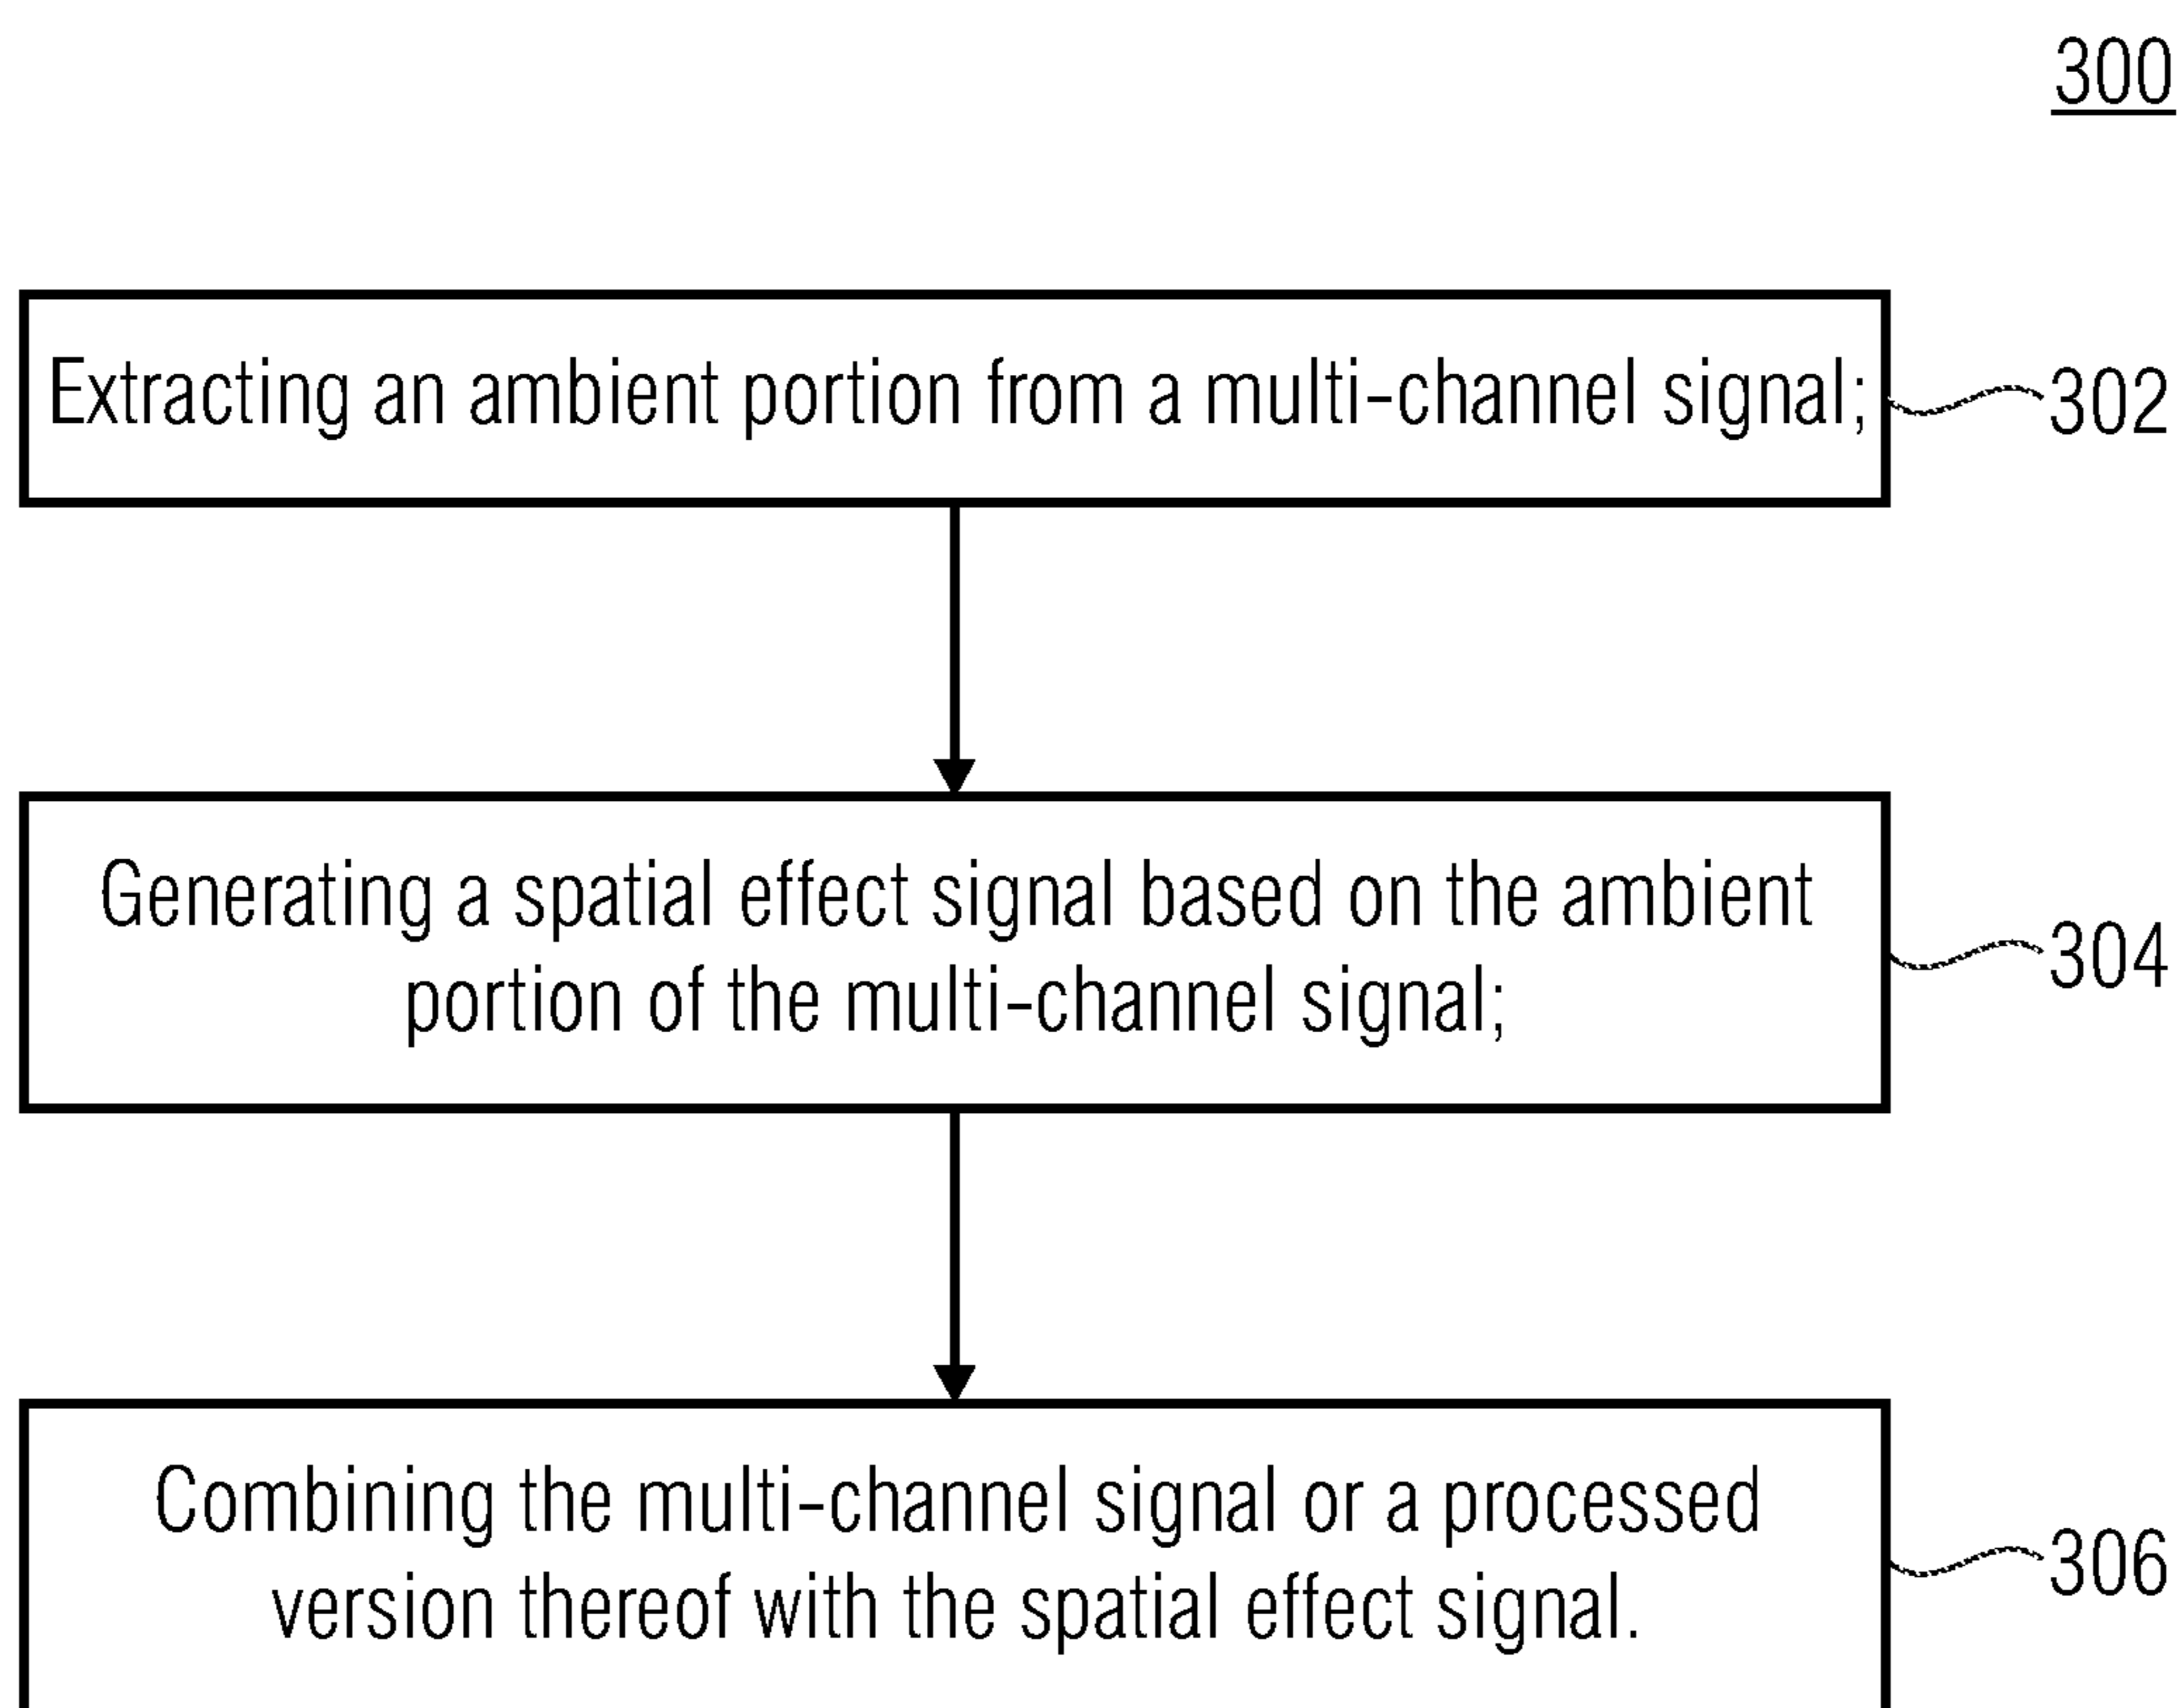 300
Extracting an ambient portion from a multi-channel signal;
302
Generating a spatial effect signal based on the ambient
portion of the multi-channel signal;
304
Combining the multi-channel signal or a processed
version thereof with the spatial effect signal.
306